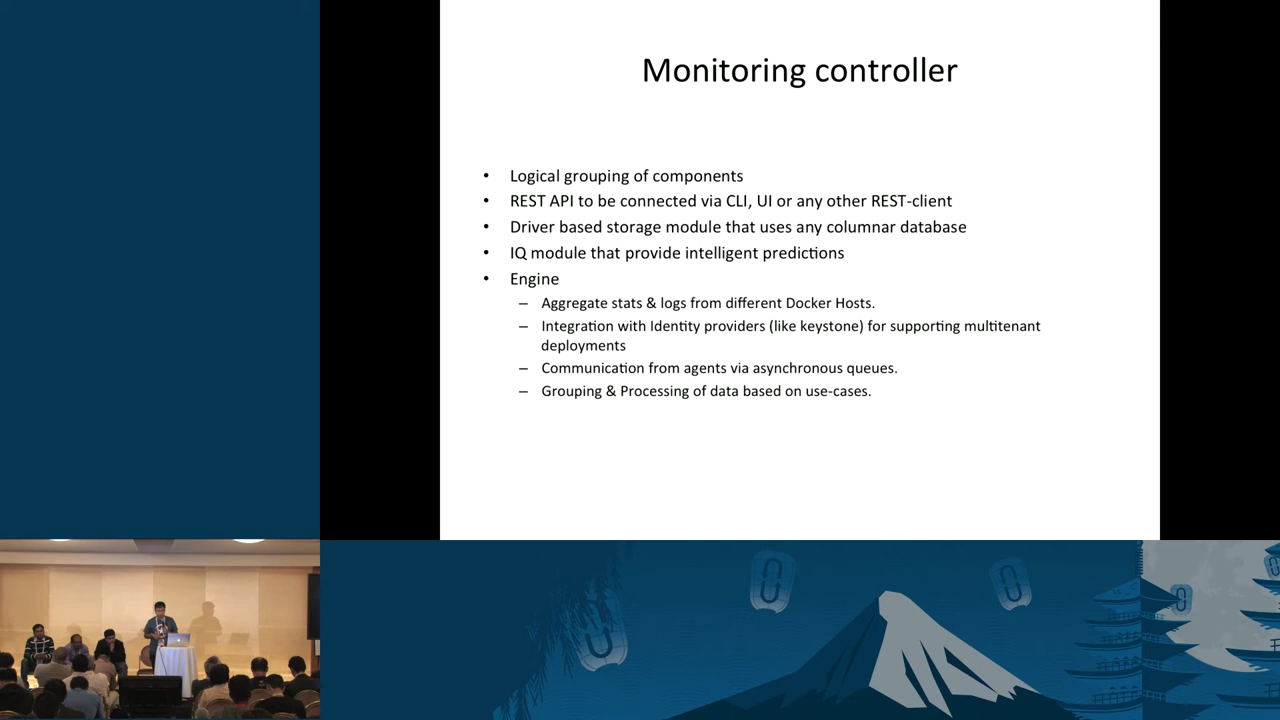 Monitoring controller
• Logical grouping of components
• REST API to be connected via CLI, UI or any other REST-client
• Driver based storage module that uses any columnar database
• IQ module that provide intelligent predictions
• Engine
– Aggregate stats & logs from different Docker Hosts.
– Integration with Identity providers (like keystone) for supporting multitenant
deployments
– Communication from agents via asynchronous queues.
– Grouping & Processing of data based on use-cases.